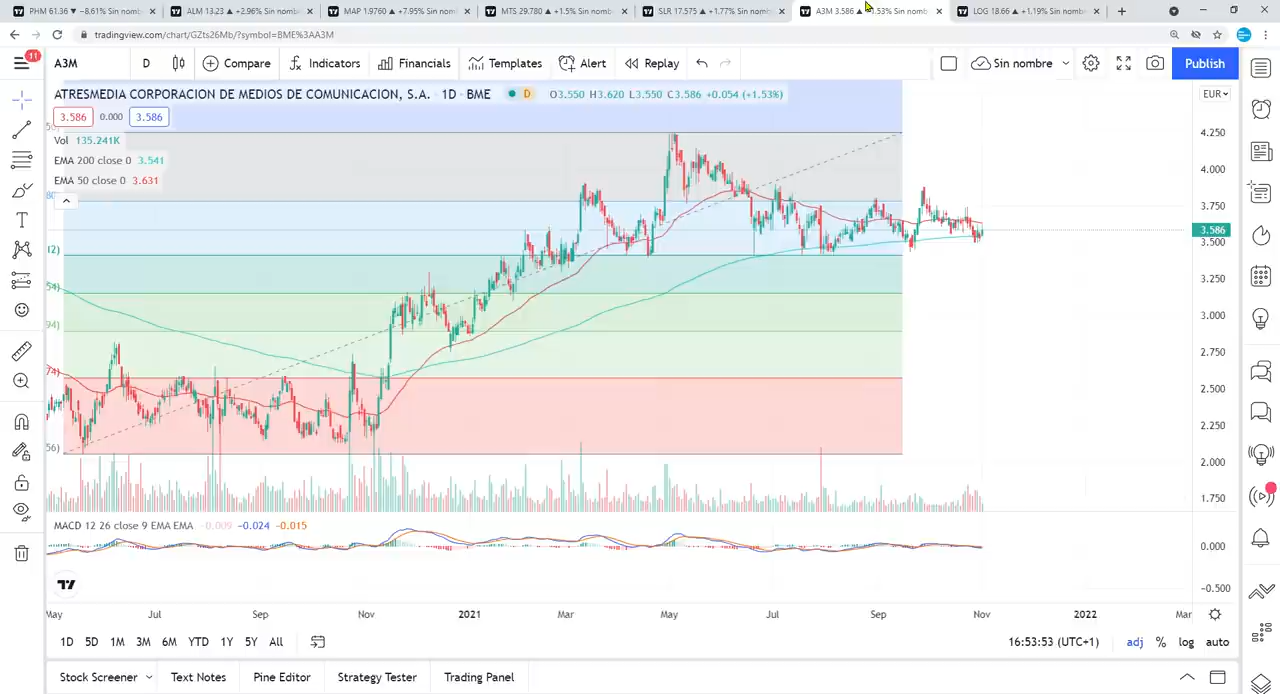 PHM 61.36 ▼ −8.61% Sin nomb
ALM 13.23 ▲ +2.96% Sin nomb
MAP 1.9760 ▲ +7.95% Sin nomb
MTS 29.780 ▲ +1.5% Sin nomb
SLR 17.575 ▲ +1.77% Sin nomb
A3M 3.586 ▲ 1.53% Sin nomb
LOG 18.66 ▲ +1.19% Sin nomb
tradingview.com/chart/GZts26Mb/?symbol=BME%3AA3M
11
A3M
D
Compare
Indicators
Financials
Templates
Alert
Replay
Sin nombre
Publish
ATRESMEDIA CORPORACION DE MEDIOS DE COMUNICACION, S.A. · 1D · BME
D
O3.550 H3.620 L3.550 C3.586 +0.054 (+1.53%)
EUR
3.586 0.000 3.586
Vol 135.241K
EMA 200 close 0 3.541
EMA 50 close 0 3.631
4.250
4.000
3.750
3.586
3.500
3.250
3.000
2.750
2.500
2.250
2.000
1.750
MACD 12 26 close 9 EMA EMA −0.009 −0.024 −0.015
0.000
−0.500
May Jul Sep Nov 2021 Mar May Jul Sep Nov 2022 Mar
1D 5D 1M 3M 6M YTD 1Y 5Y All
16:53:53 (UTC+1) adj % log auto
Stock Screener Text Notes Pine Editor Strategy Tester Trading Panel